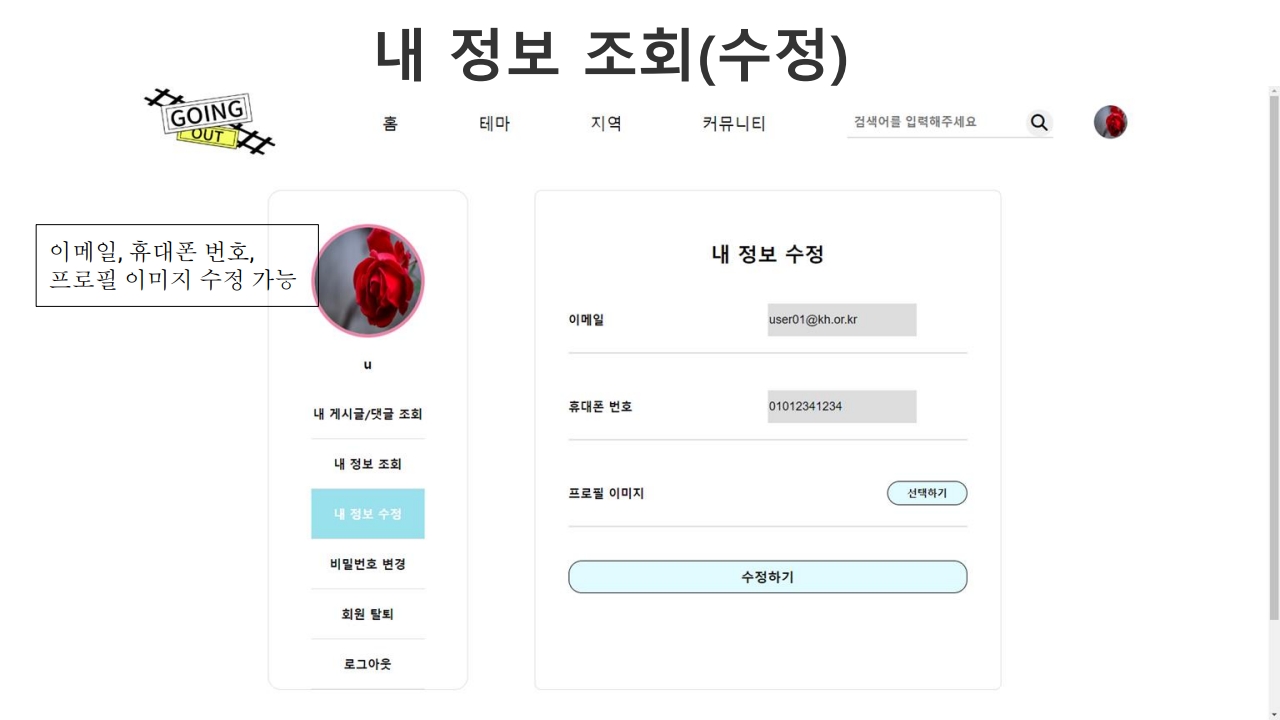 내 정보 조회(수정)
GOING
OUT
홈
테마
지역
커뮤니티
검색어를 입력해주세요
이메일, 휴대폰 번호,
프로필 이미지 수정 가능
u
내 게시글/댓글 조회
내 정보 조회
내 정보 수정
비밀번호 변경
회원 탈퇴
로그아웃
내 정보 수정
이메일
user01@kh.or.kr
휴대폰 번호
01012341234
프로필 이미지
선택하기
수정하기